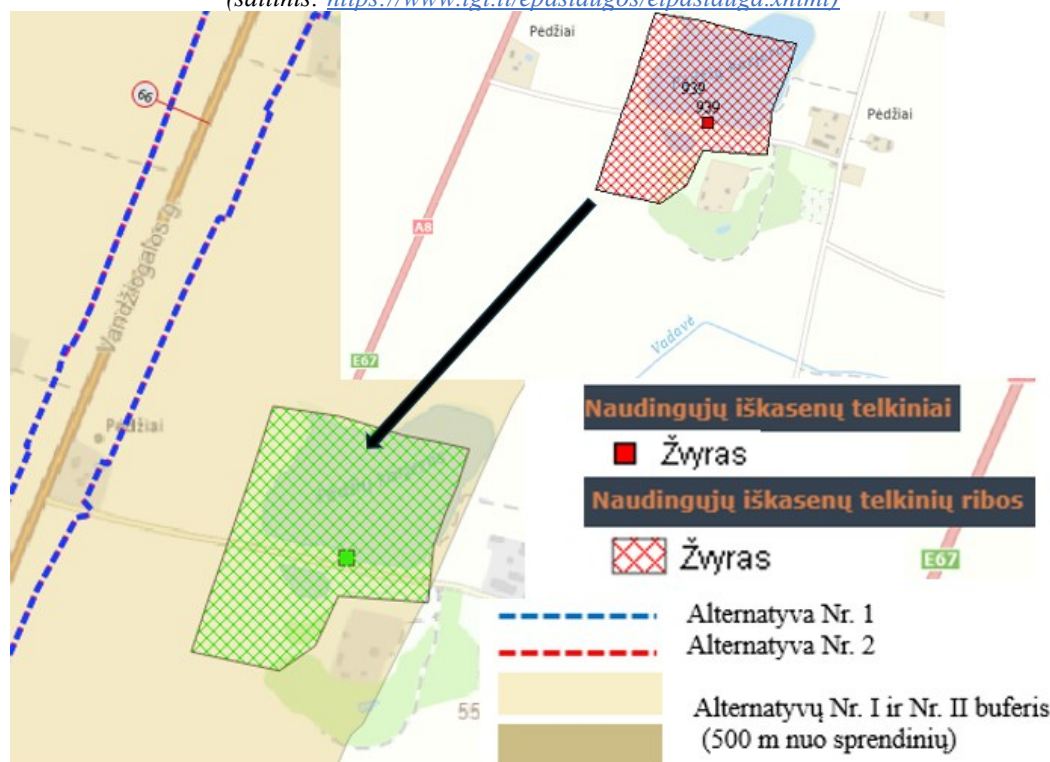 (šaltinis: https://www.lgt.lt/epaslaugos/elpaslauga.xhtml)
Pėdžiai
939
939
Pėdžiai
A8
Vadavė
E67
66
Vandžiogalos g.
Pėdžiai
55
Naudingųjų iškasenų telkiniai
Žvyras
Naudingųjų iškasenų telkinių ribos
Žvyras
E67
Alternatyva Nr. 1
Alternatyva Nr. 2
Alternatyvų Nr. I ir Nr. II buferis
(500 m nuo sprendinių)